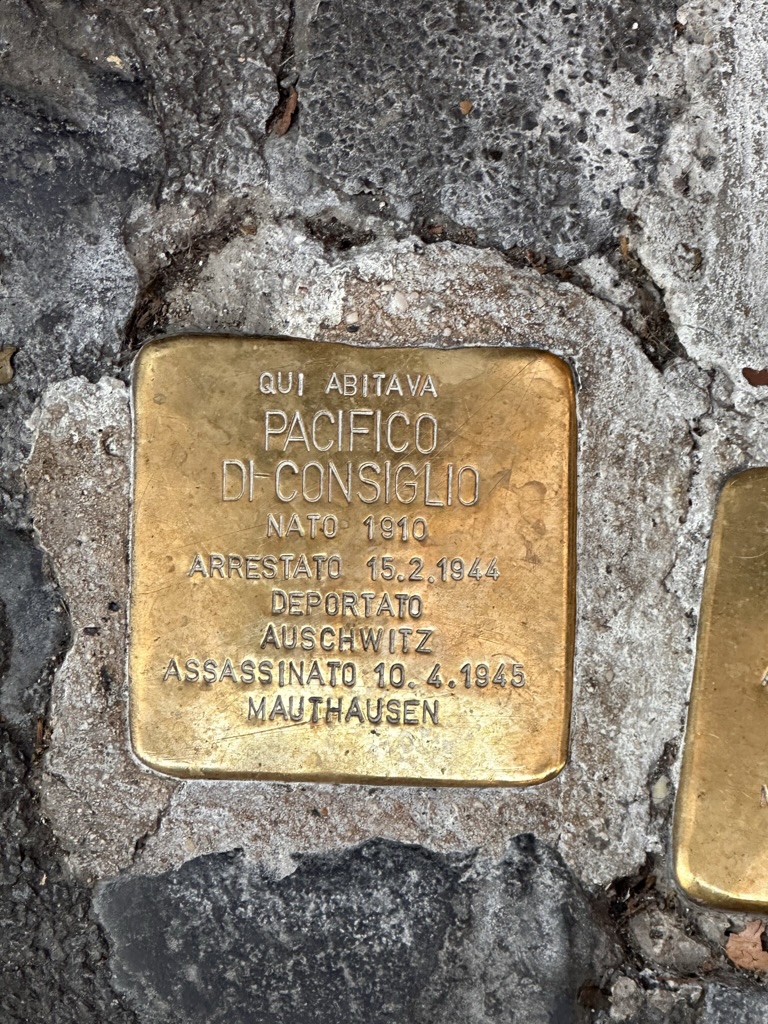 QUI ABITAVA
PACIFICO
DI CONSIGLIO
NATO 1910
ARRESTATO 15.2.1944
DEPORTATO
AUSCHWITZ
ASSASSINATO 10.4.1945
MAUTHAUSEN